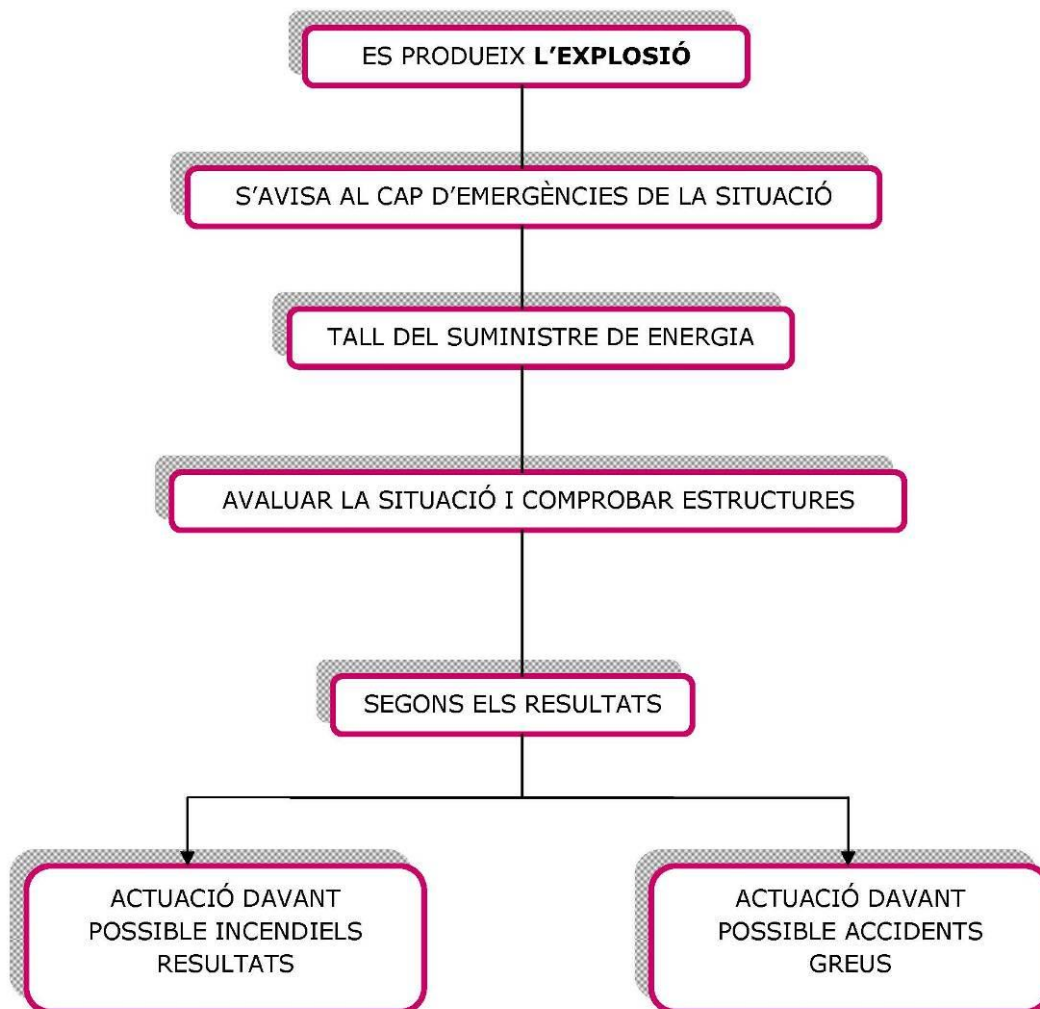 ES PRODUEIX L'EXPLOSIÓ
S'AVISA AL CAP D'EMERGÈNCIES DE LA SITUACIÓ
TALL DEL SUMINISTRE DE ENERGIA
AVALUAR LA SITUACIÓ I COMPROBAR ESTRUCTURES
SEGONS ELS RESULTATS
ACTUACIÓ DAVANT
POSSIBLE INCENDIELS
RESULTATS
ACTUACIÓ DAVANT
POSSIBLE ACCIDENTS
GREUS